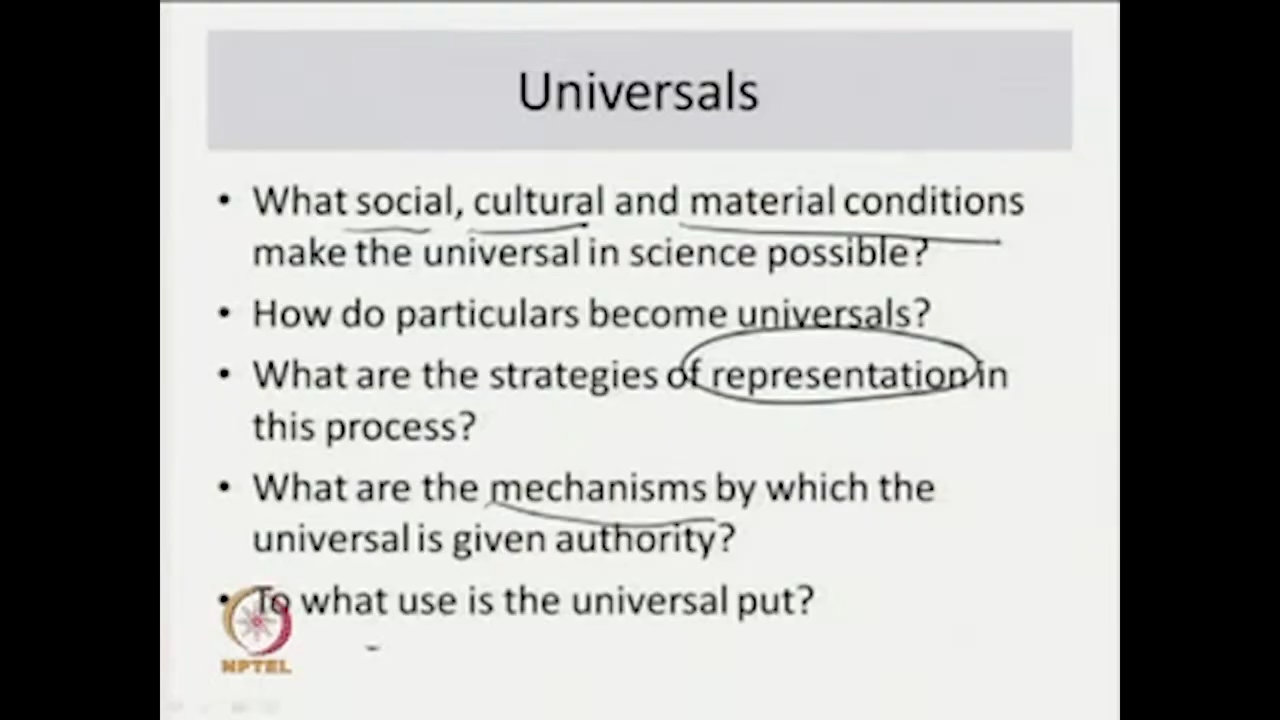 Universals
• What social, cultural and material conditions
make the universal in science possible?
• How do particulars become universals?
• What are the strategies of representation in
this process?
• What are the mechanisms by which the
universal is given authority?
• To what use is the universal put?
NPTEL